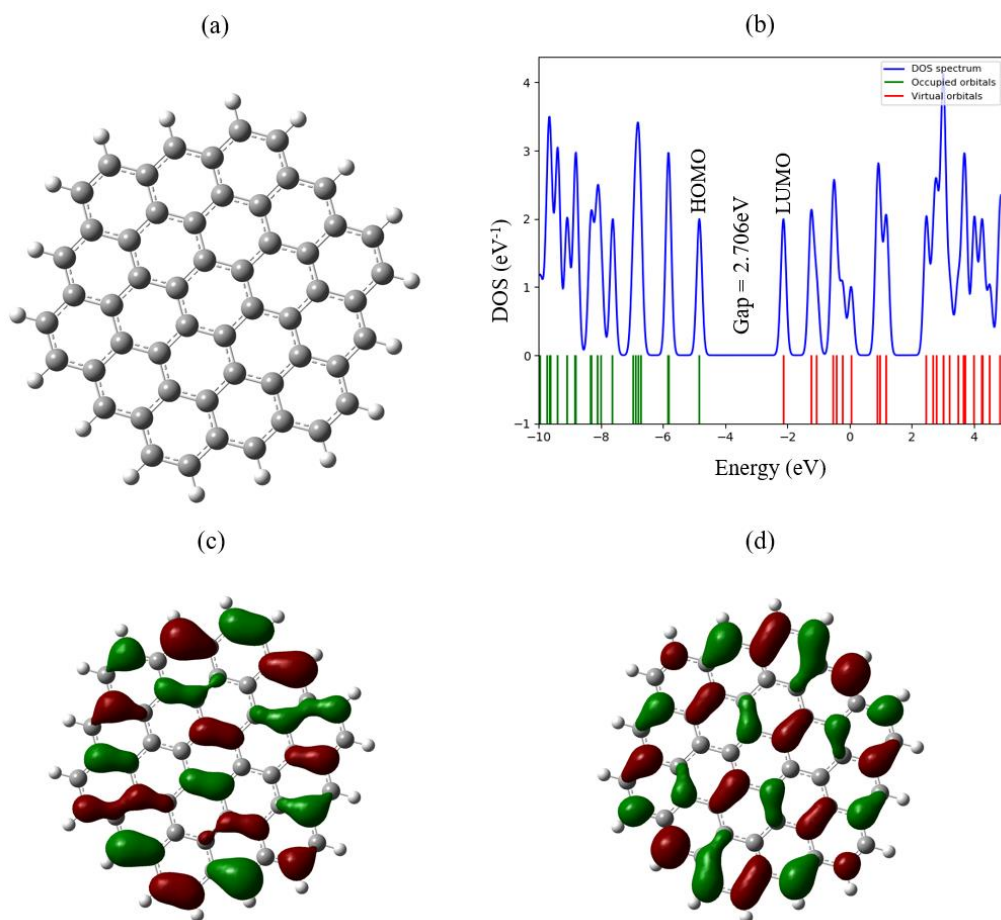 (a)
(b)
DOS spectrum
Occupied orbitals
Virtual orbitals
4
3
2
1
0
−1
DOS (eV-1)
HOMO
Gap = 2.706eV
LUMO
−10
−8
−6
−4
−2
0
2
4
Energy (eV)
(c)
(d)